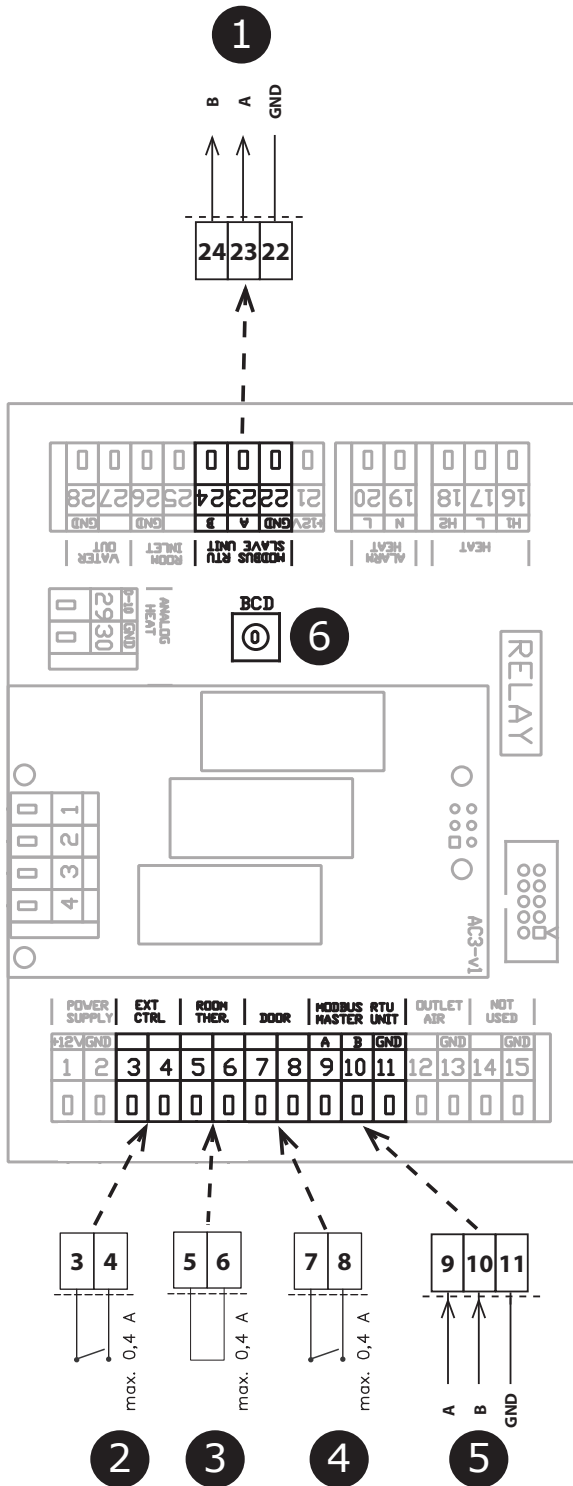 1
B A GND
24 23 22
28 27 26 25 24 23 22 21 20 19 18 17 16
GND GND B A GND +12V L N H2 L H1
WATER OUT
ROOM INLET
MODBUS RTU
SLAVE UNIT
ALARM HEAT
HEAT
29 30
0-10 GND
ANALOG HEAT
BCD
0
6
RELAY
1
2
3
4
AC3-v1
POWER SUPPLY
EXT CTRL
ROOM THER.
DOOR
MODBUS RTU
MASTER UNIT
OUTLET AIR
NOT USED
+12V GND A B GND GND GND
1 2 3 4 5 6 7 8 9 10 11 12 13 14 15
3 4
5 6
7 8
9 10 11
max. 0,4 A
max. 0,4 A
max. 0,4 A
A B GND
2 3 4 5